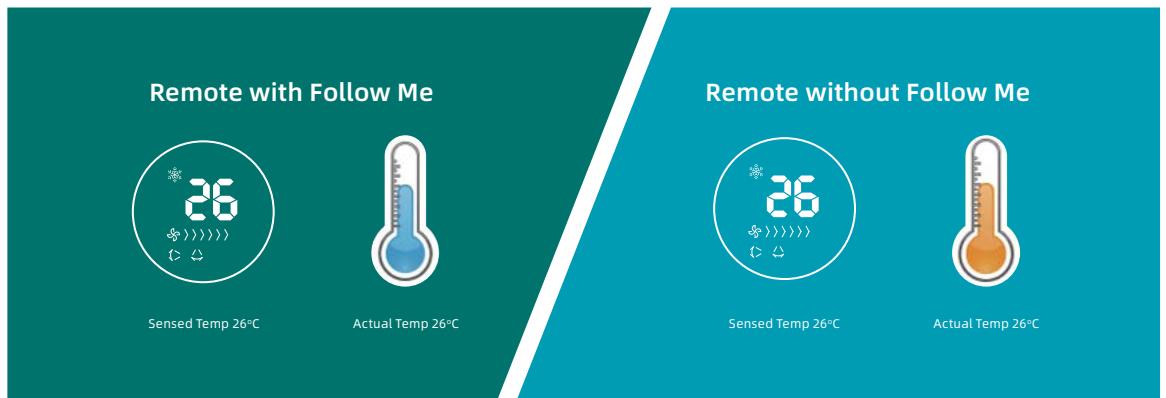 Remote with Follow Me
26
Sensed Temp 26°C
Actual Temp 26°C
Remote without Follow Me
26
Sensed Temp 26°C
Actual Temp 26°C